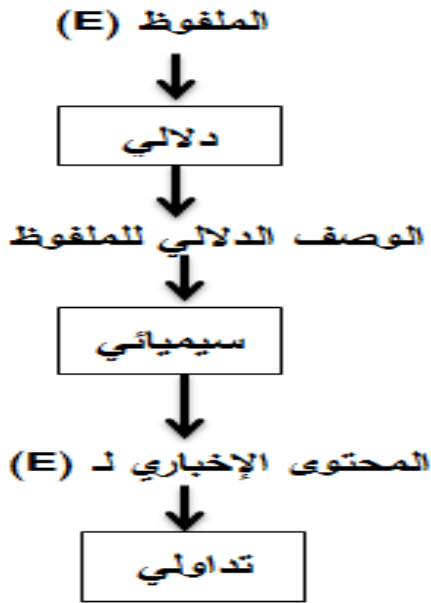 الملفوظ (E)
دلالي
الوصف الدلالي للملفوظ
سيميائي
المحتوى الإخباري لـ (E)
تداولي